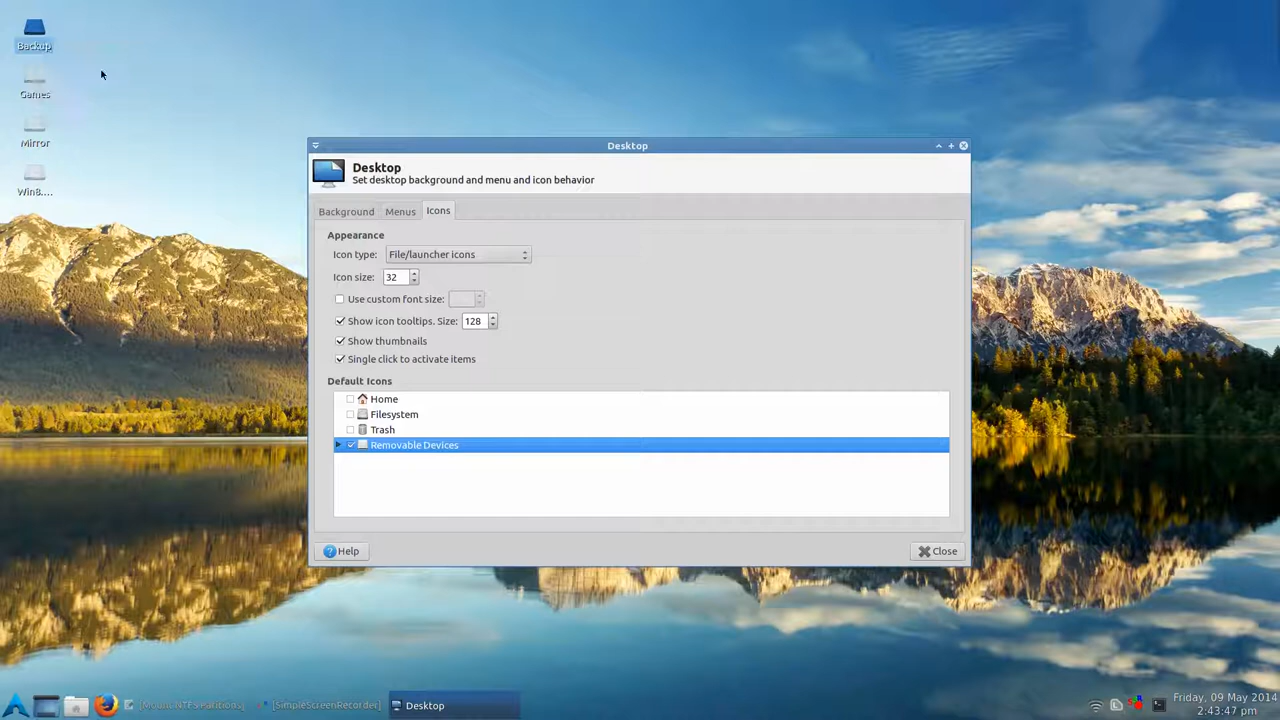 Backup
Games
Mirror
Win8....
Desktop
Desktop
Set desktop background and menu and icon behavior
Background Menus Icons
Appearance
Icon type: File/launcher icons
Icon size: 32
Use custom font size:
Show icon tooltips. Size: 128
Show thumbnails
Single click to activate items
Default Icons
Home
Filesystem
Trash
Removable Devices
Help Close
[Mount NTFS Partitions] [SimpleScreenRecorder] Desktop
Friday, 09 May 2014
2:43:47 pm